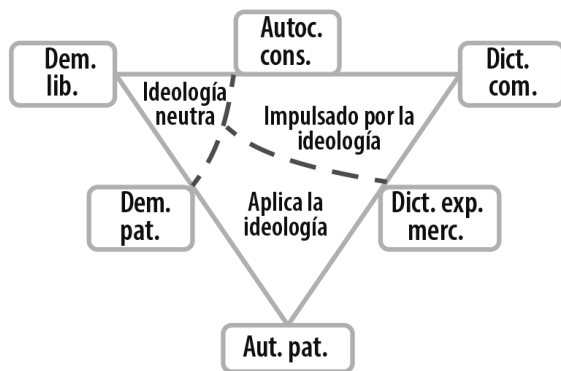 Autoc.
cons.
Dem.
lib.
Dict.
com.
Ideología
neutra
Impulsado por la
ideología
Dem.
pat.
Aplica la
ideología
Dict. exp.
merc.
Aut. pat.